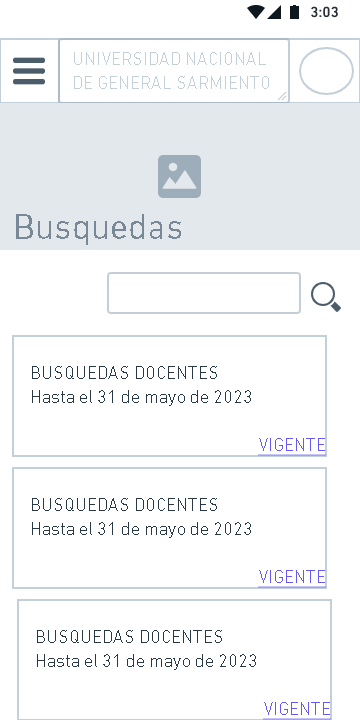 3:03
UNIVERSIDAD NACIONAL
DE GENERAL SARMIENTO
Busquedas
BUSQUEDAS DOCENTES
Hasta el 31 de mayo de 2023
VIGENTE
BUSQUEDAS DOCENTES
Hasta el 31 de mayo de 2023
VIGENTE
BUSQUEDAS DOCENTES
Hasta el 31 de mayo de 2023
VIGENTE